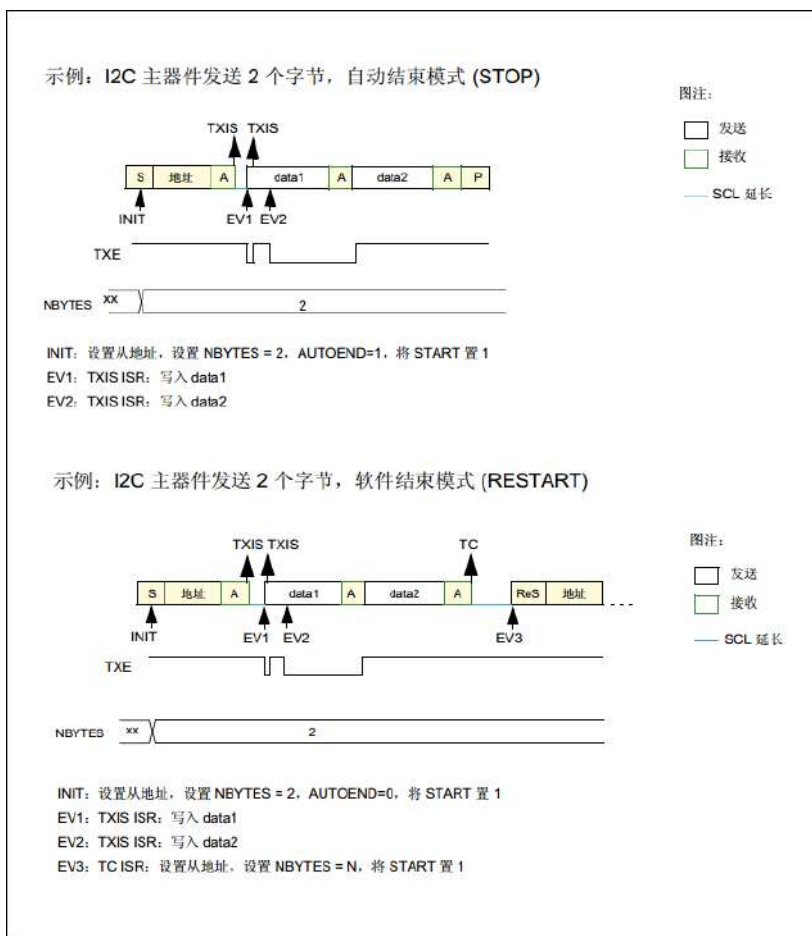 示例：I2C 主器件发送 2 个字节，自动结束模式 (STOP)
图注：
TXIS TXIS
发送
S 地址 A data1 A data2 A P
接收
INIT EV1 EV2
SCL 延长
TXE
NBYTES xx 2
INIT：设置从地址，设置 NBYTES = 2，AUTOEND=1，将 START 置 1
EV1：TXIS ISR：写入 data1
EV2：TXIS ISR：写入 data2
示例：I2C 主器件发送 2 个字节，软件结束模式 (RESTART)
图注：
TXIS TXIS TC
发送
S 地址 A data1 A data2 A ReS 地址
接收
INIT EV1 EV2 EV3
SCL 延长
TXE
NBYTES xx 2
INIT：设置从地址，设置 NBYTES = 2，AUTOEND=0，将 START 置 1
EV1：TXIS ISR：写入 data1
EV2：TXIS ISR：写入 data2
EV3：TC ISR：设置从地址，设置 NBYTES = N，将 START 置 1